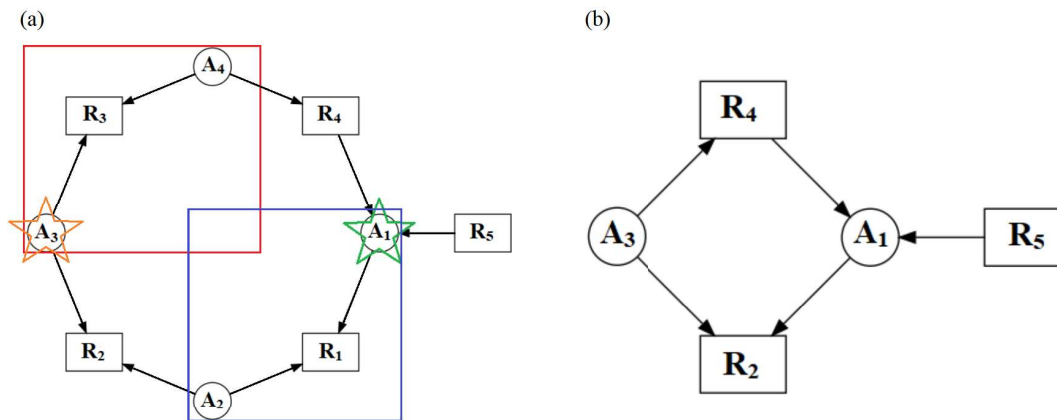 (a)
(b)
A₄
R₃
R₄
A₃
A₁
R₅
R₂
R₁
A₂
R₄
A₃
A₁
R₅
R₂